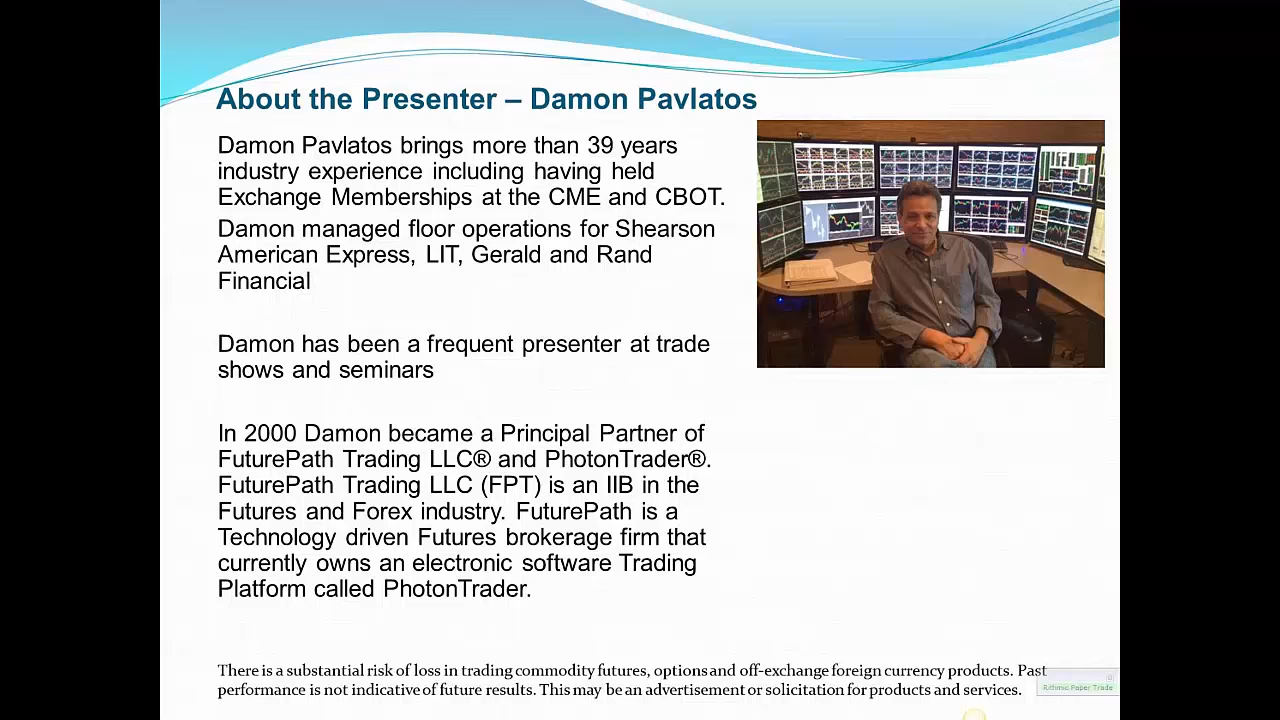 About the Presenter – Damon Pavlatos
Damon Pavlatos brings more than 39 years
industry experience including having held
Exchange Memberships at the CME and CBOT.
Damon managed floor operations for Shearson
American Express, LIT, Gerald and Rand
Financial
Damon has been a frequent presenter at trade
shows and seminars
In 2000 Damon became a Principal Partner of
FuturePath Trading LLC® and PhotonTrader®.
FuturePath Trading LLC (FPT) is an IIB in the
Futures and Forex industry. FuturePath is a
Technology driven Futures brokerage firm that
currently owns an electronic software Trading
Platform called PhotonTrader.
There is a substantial risk of loss in trading commodity futures, options and off-exchange foreign currency products. Past
performance is not indicative of future results. This may be an advertisement or solicitation for products and services.
Rithmic Paper Trade